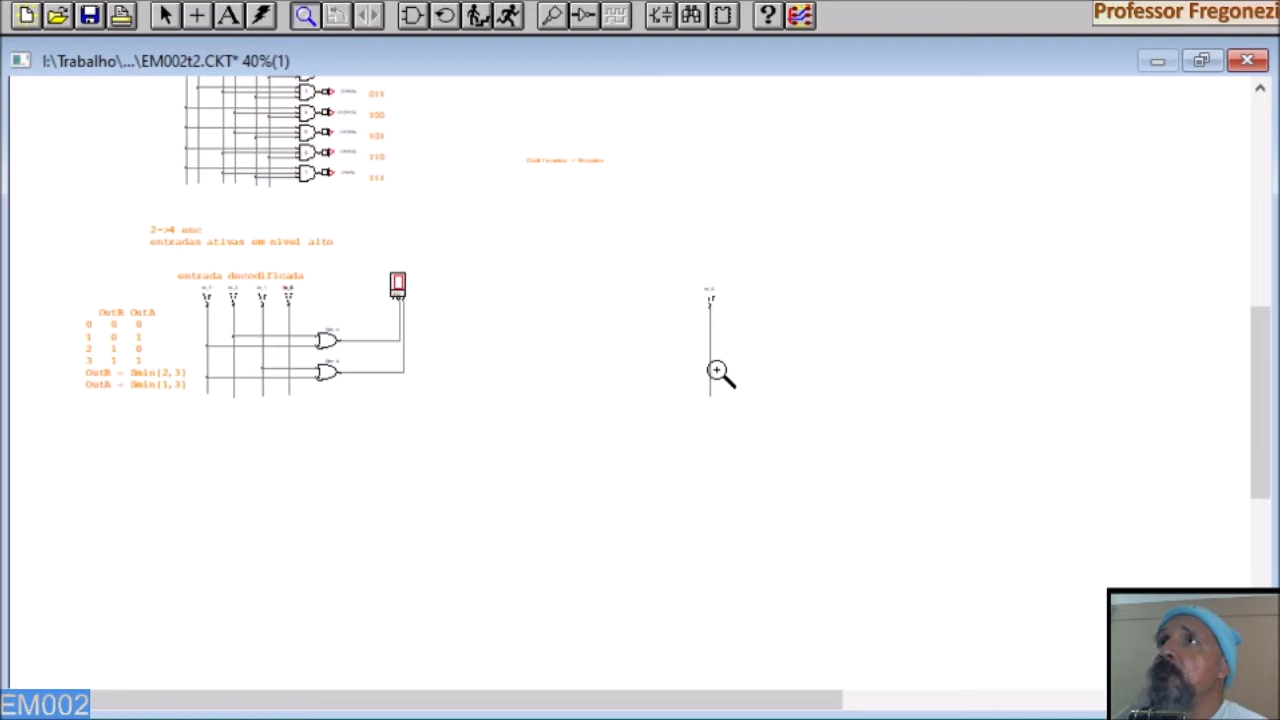 Professor Fregonezi
I:\Trabalho\...\EM002t2.CKT* 40%(1)
011
100
101
110
111
2->4 enc
entradas ativas em nivel alto
entrada decodificada
OutB OutA
0 0 0
1 0 1
2 1 0
3 1 1
OutB = Smin(2,3)
OutA = Smin(1,3)
EM002